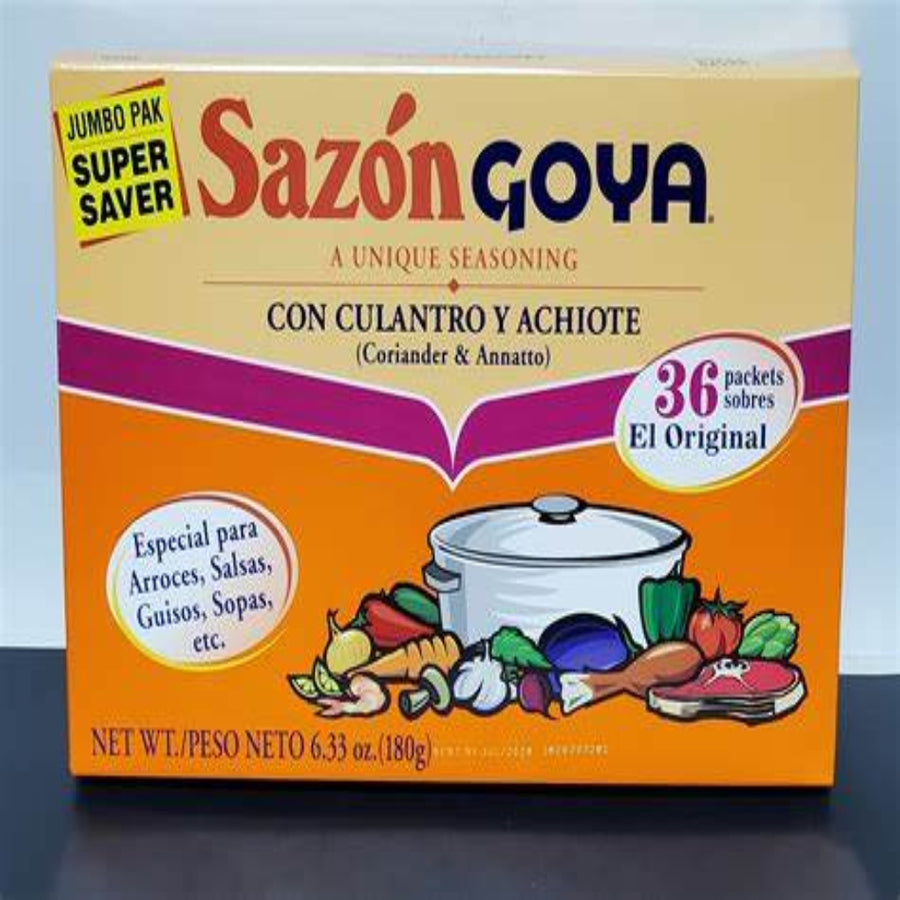 JUMBO PAK
SUPER
SAVER
Sazón GOYA
A UNIQUE SEASONING
CON CULANTRO Y ACHIOTE
(Coriander & Annatto)
36 packets
sobres
El Original
Especial para
Arroces, Salsas,
Guisos, Sopas,
etc.
NET WT./PESO NETO 6.33 oz.(180g)